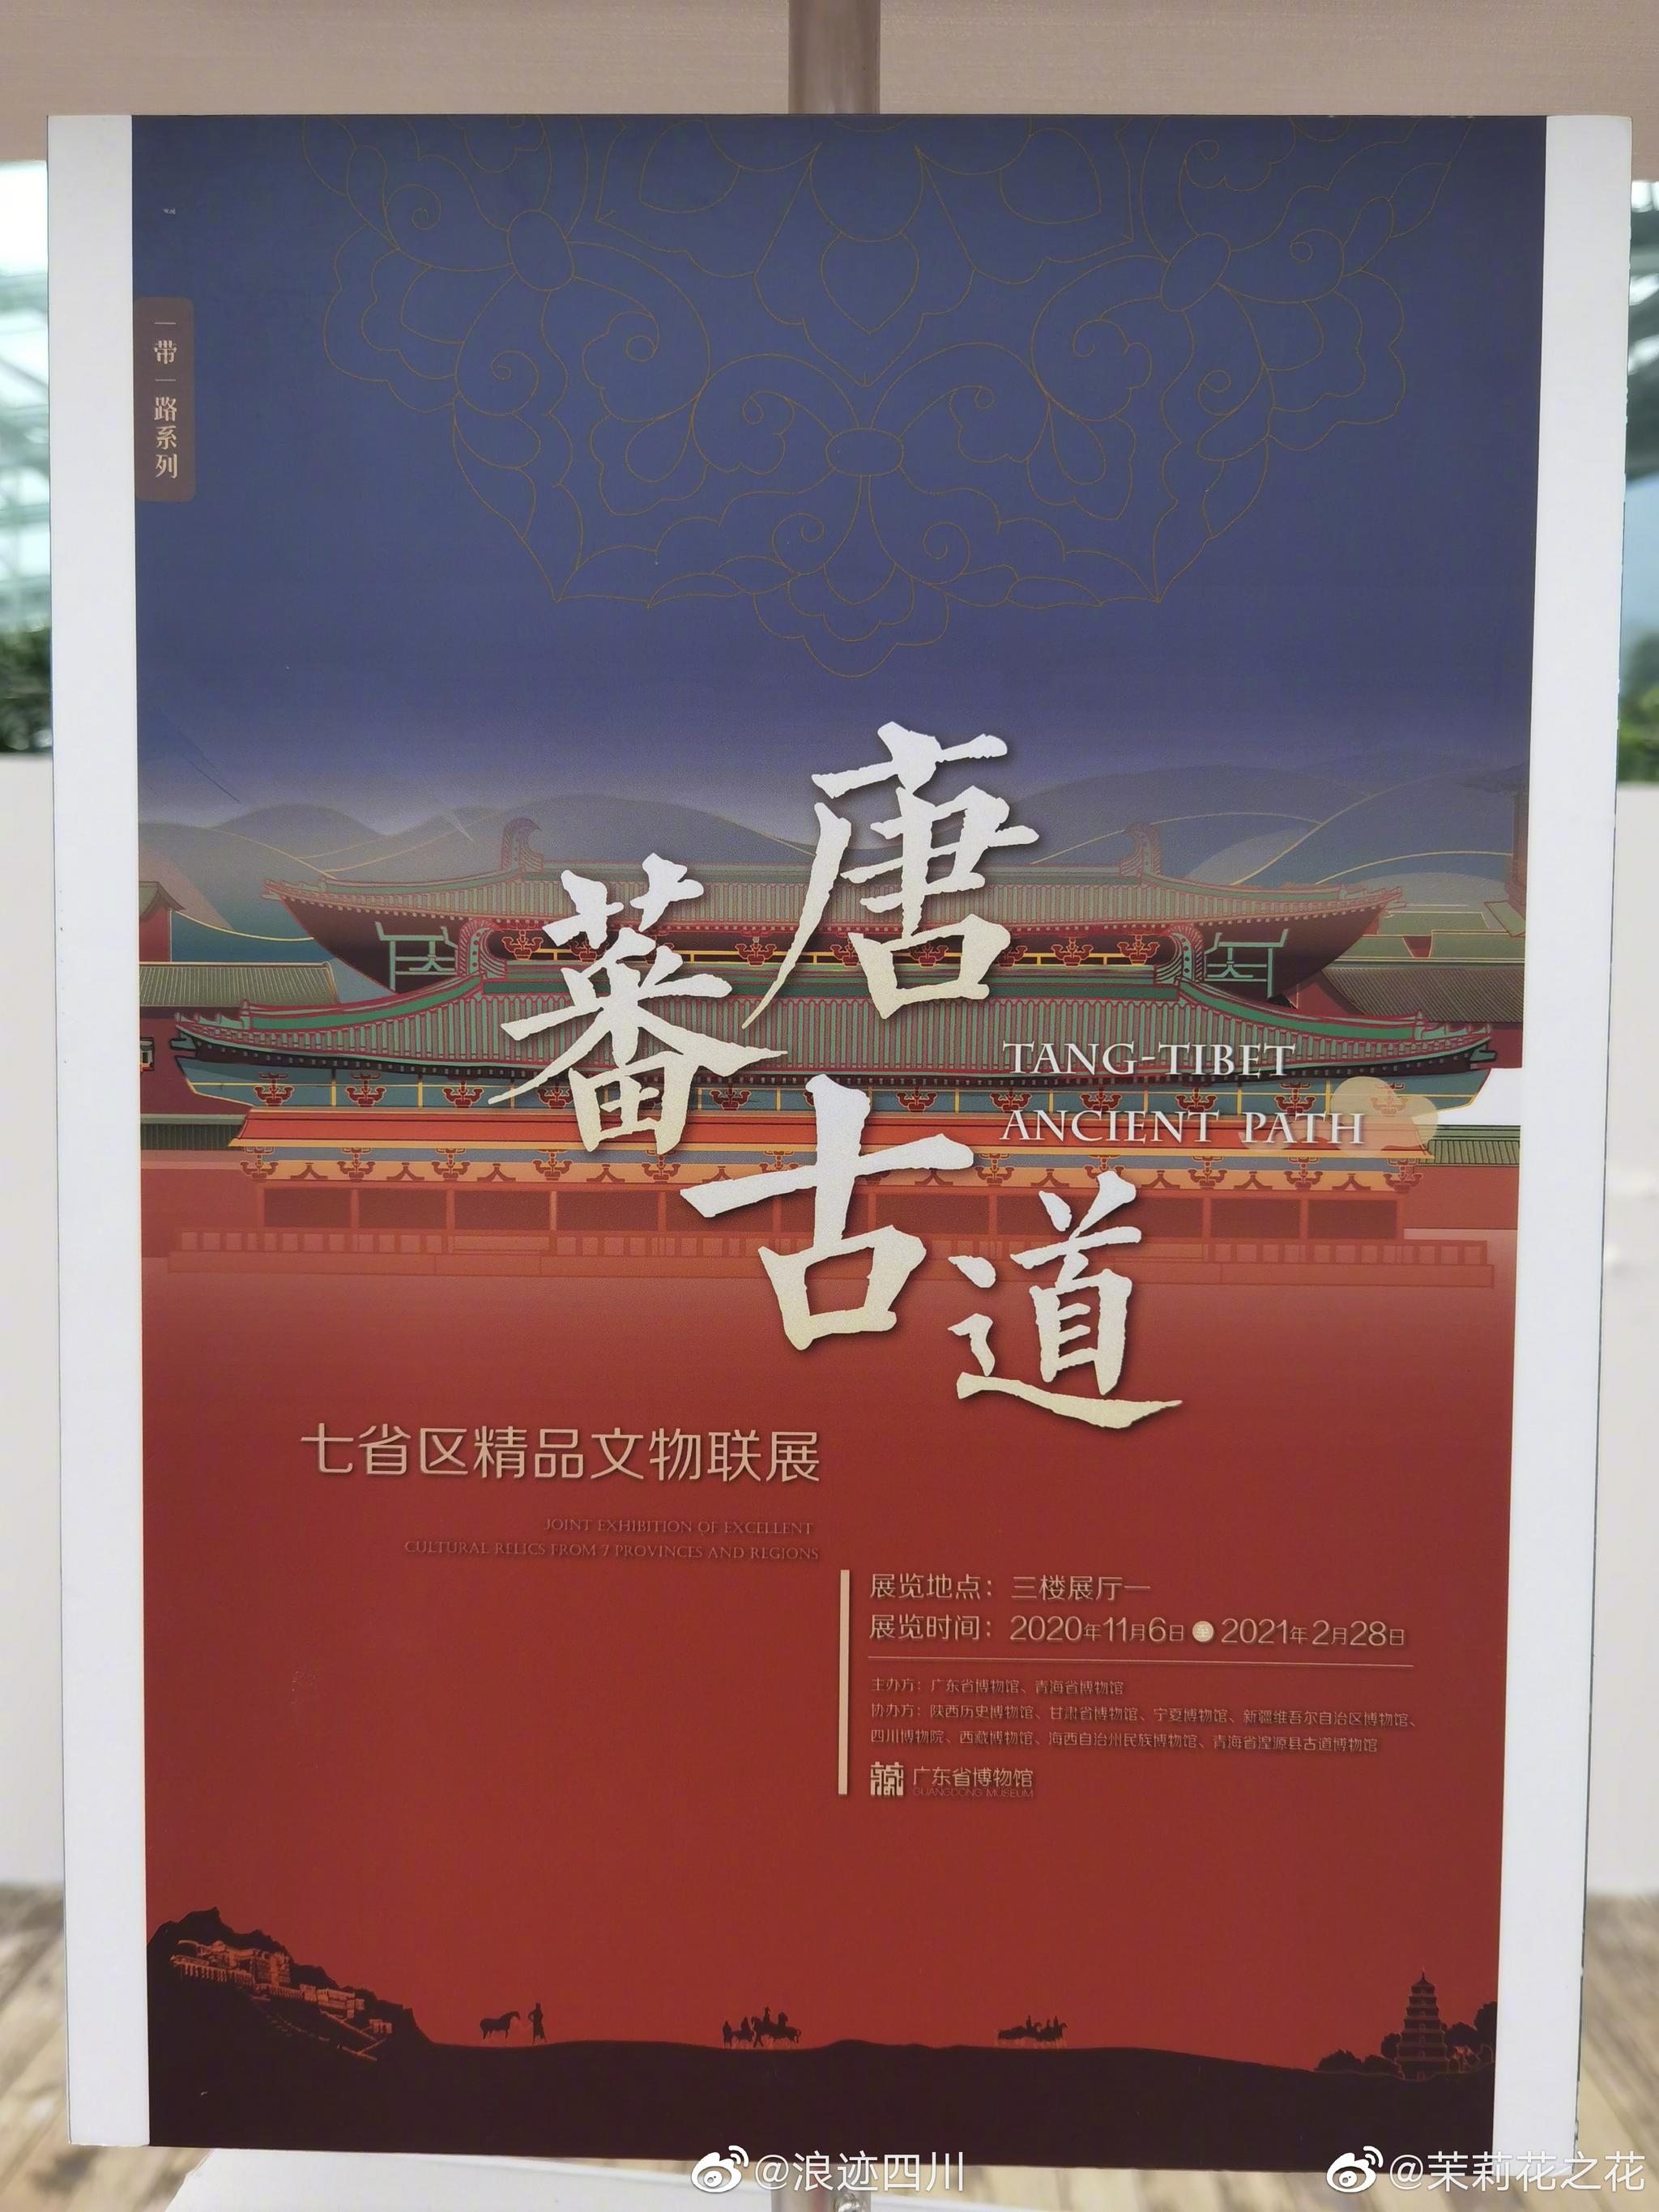 一带一路系列
唐
蕃
古
道
TANG-TIBET
ANCIENT PATH
七省区精品文物联展
JOINT EXHIBITION OF EXCELLENT
CULTURAL RELICS FROM 7 PROVINCES AND REGIONS
展览地点：三楼展厅一
展览时间：2020年11月6日至2021年2月28日
主办方：广东省博物馆、青海省博物馆
协办方：陕西历史博物馆、甘肃省博物馆、宁夏博物馆、新疆维吾尔自治区博物馆、
四川博物院、西藏博物馆、海西自治州民族博物馆、青海省湟源县古道博物馆
广东省博物馆
GUANGDONG MUSEUM
@浪迹四川
@茉莉花之花